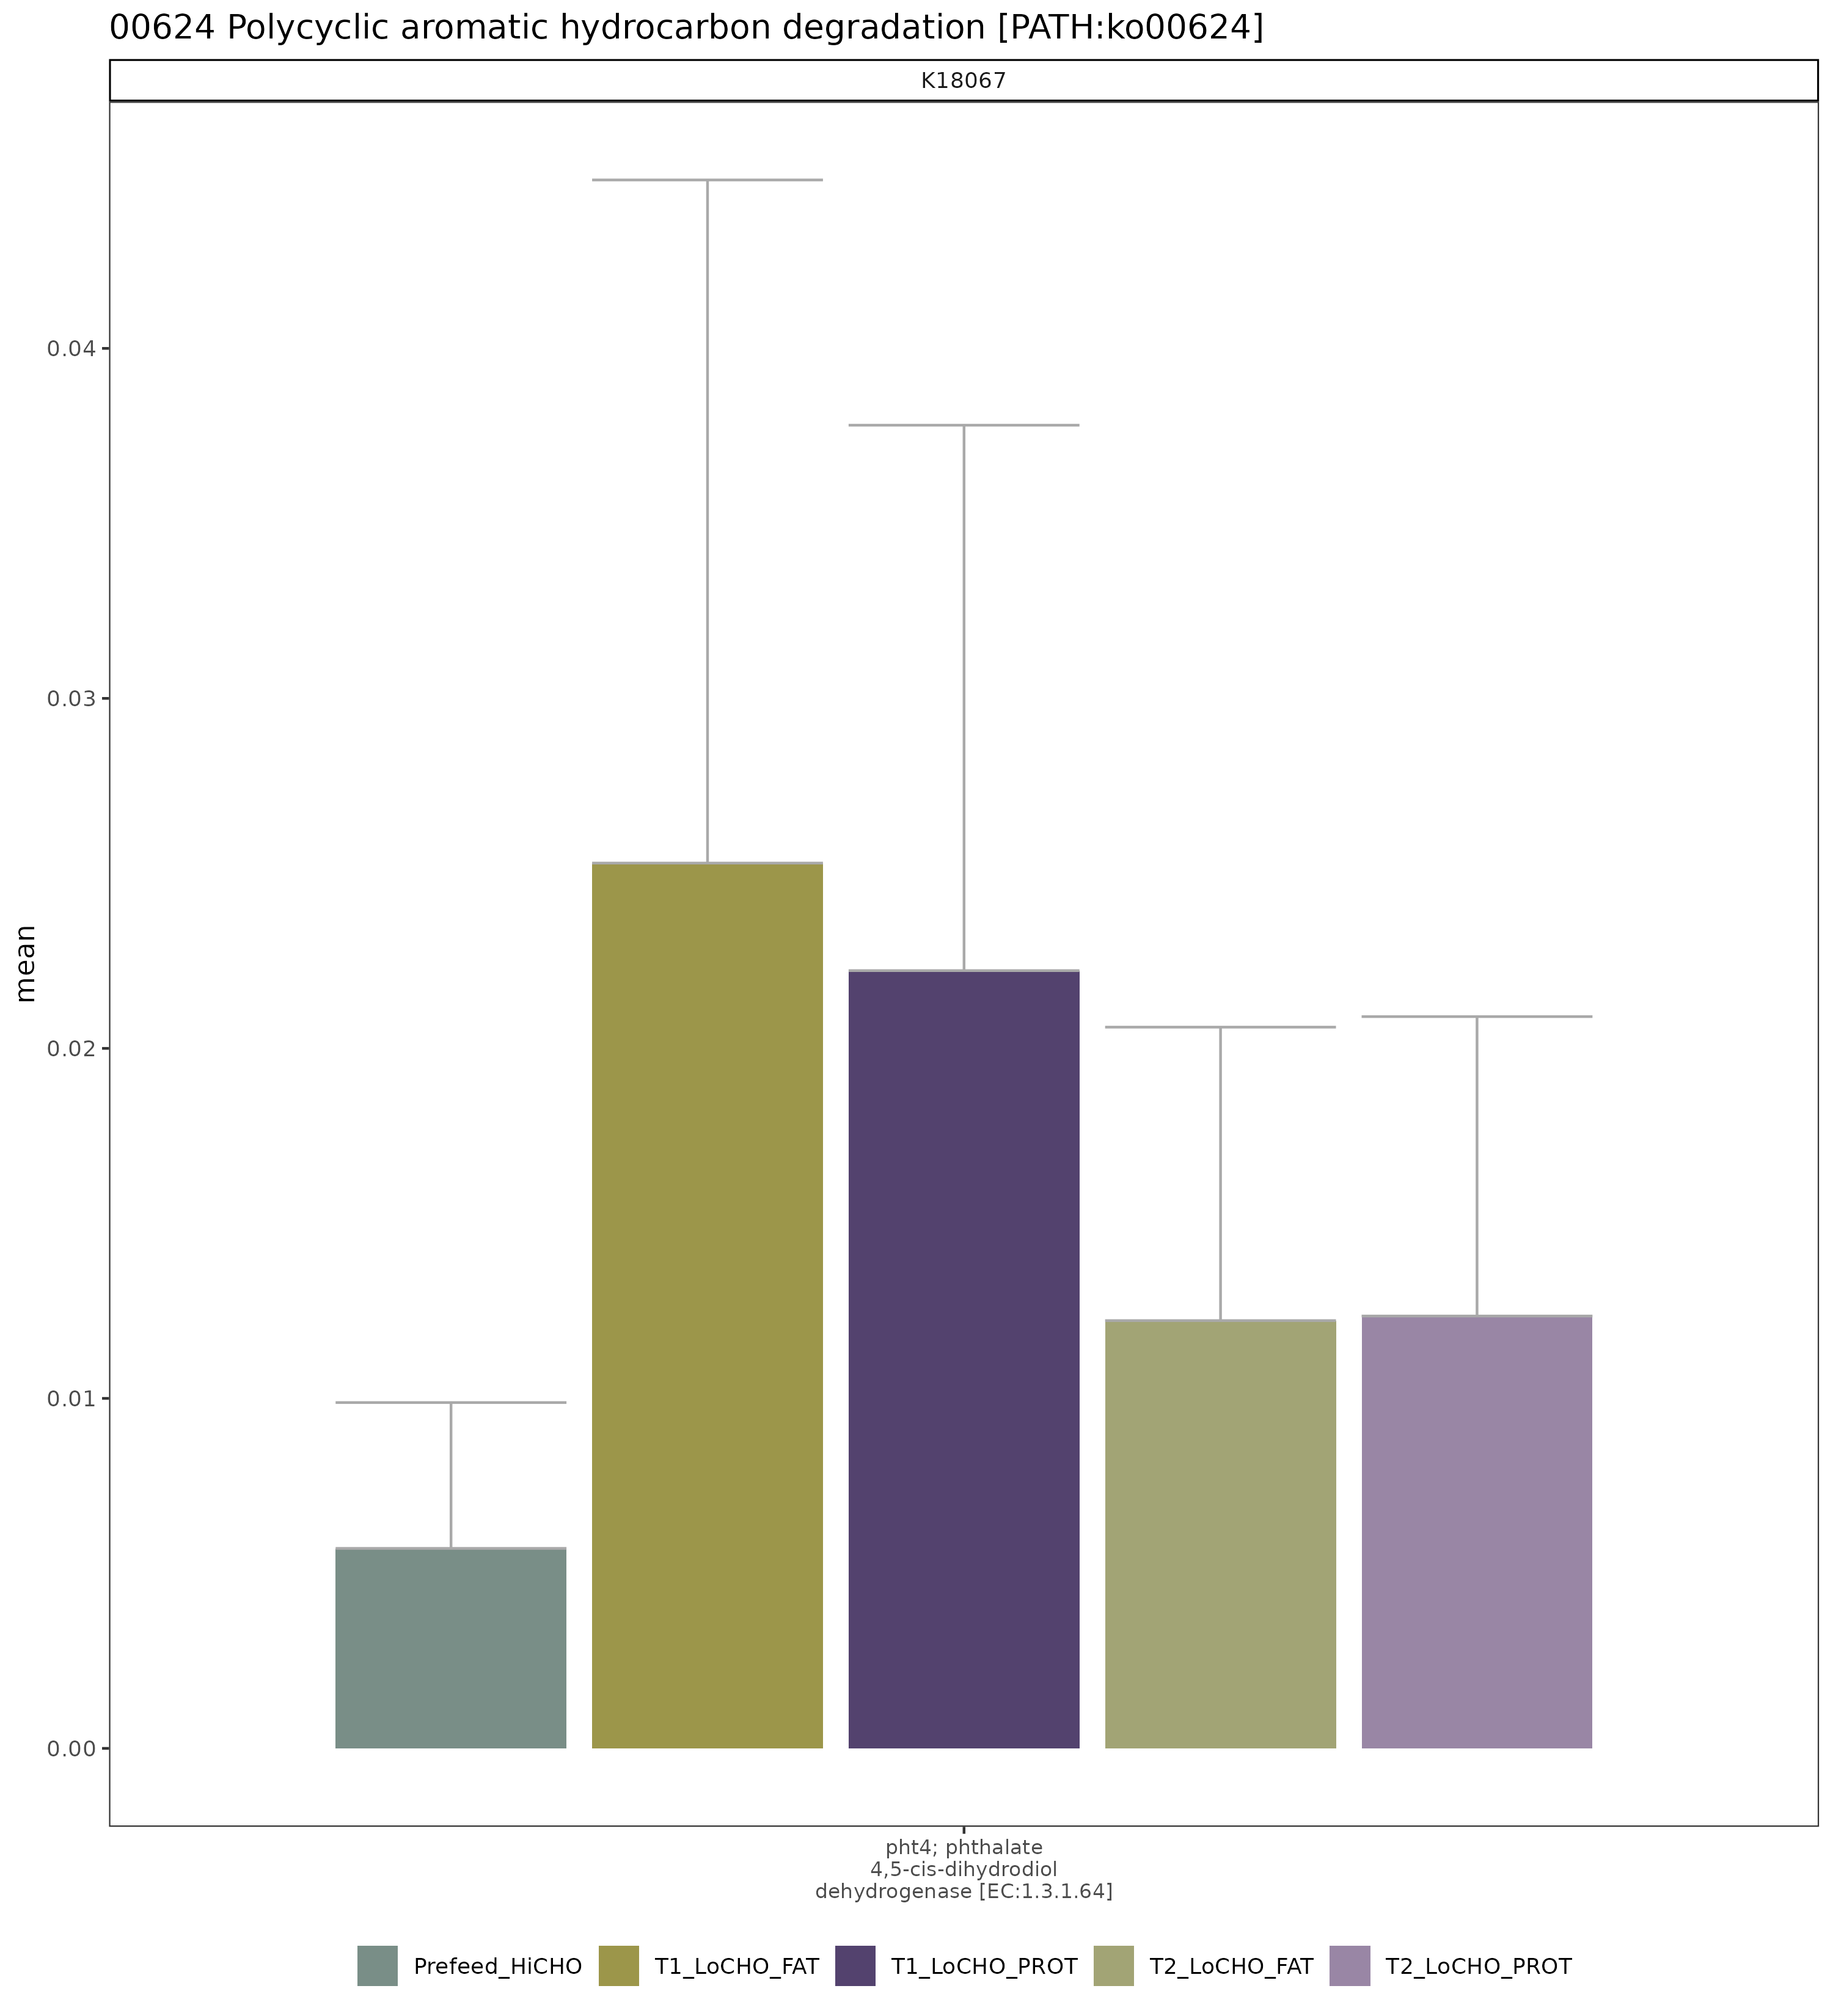 00624 Polycyclic aromatic hydrocarbon degradation [PATH:ko00624]
K18067
0.04
0.03
0.02
0.01
0.00
mean
pht4; phthalate
4,5-cis-dihydrodiol
dehydrogenase [EC:1.3.1.64]
Prefeed_HiCHO T1_LoCHO_FAT T1_LoCHO_PROT T2_LoCHO_FAT T2_LoCHO_PROT